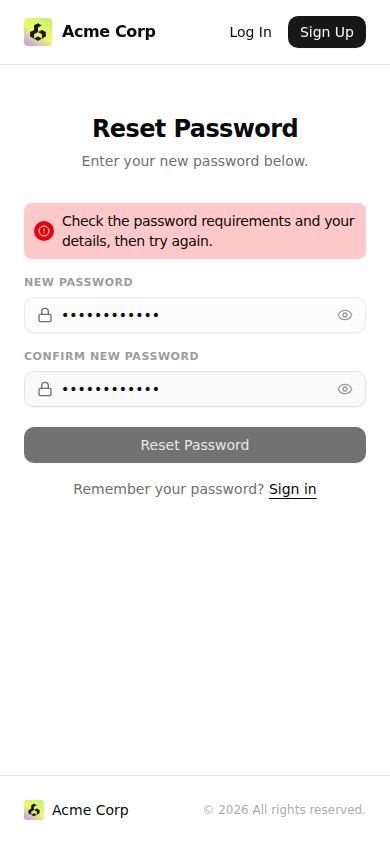 Acme Corp
Log In
Sign Up
Reset Password
Enter your new password below.
Check the password requirements and your
details, then try again.
NEW PASSWORD
••••••••••••
CONFIRM NEW PASSWORD
••••••••••••
Reset Password
Remember your password? Sign in
Acme Corp
© 2026 All rights reserved.